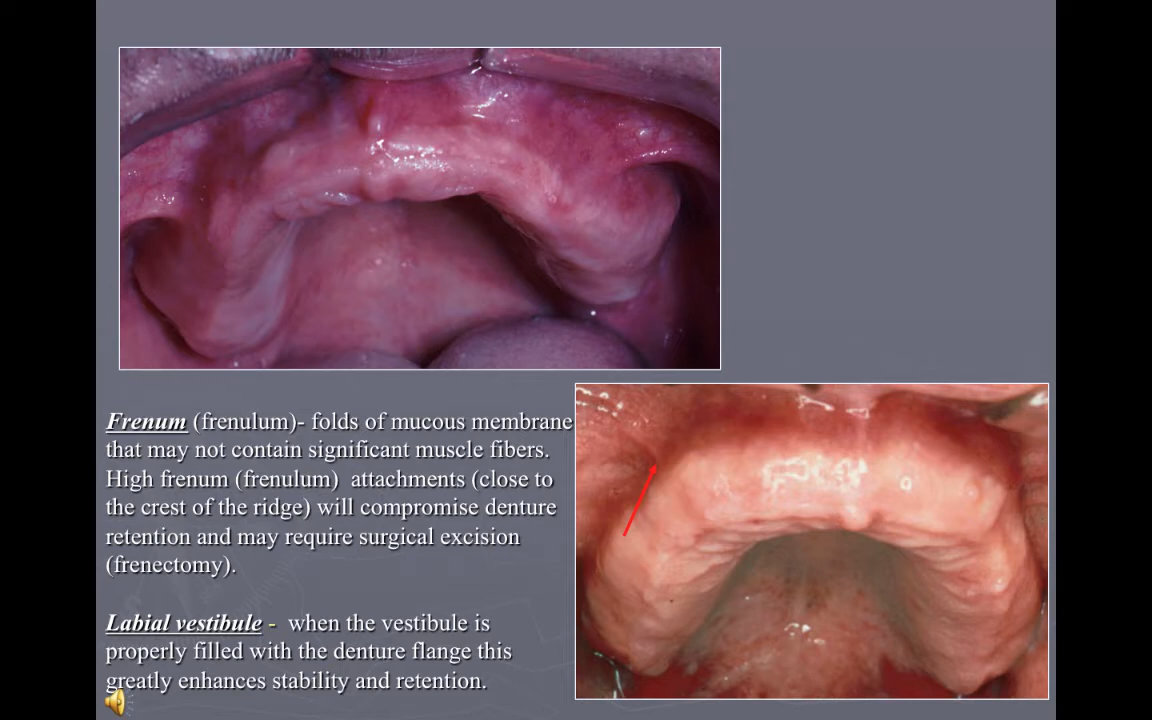 Frenum (frenulum)- folds of mucous membrane
that may not contain significant muscle fibers.
High frenum (frenulum)  attachments (close to
the crest of the ridge) will compromise denture
retention and may require surgical excision
(frenectomy).
Labial vestibule -  when the vestibule is
properly filled with the denture flange this
greatly enhances stability and retention.